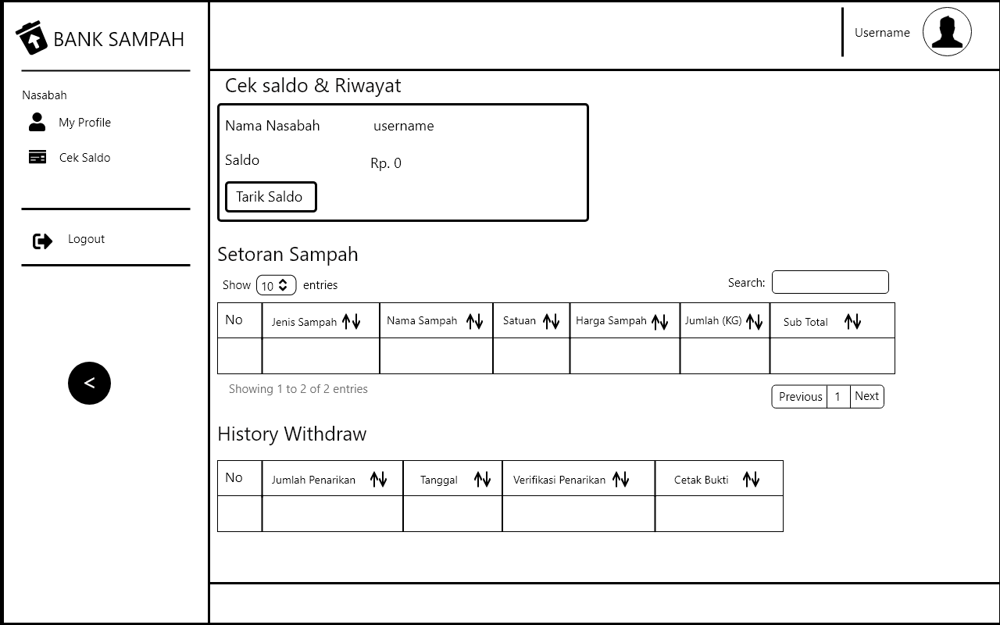 BANK SAMPAH
Username
Nasabah
My Profile
Cek Saldo
Logout
<
Cek saldo & Riwayat
Nama Nasabah username
Saldo Rp. 0
Tarik Saldo
Setoran Sampah
Show 10 entries Search:
No Jenis Sampah Nama Sampah Satuan Harga Sampah Jumlah (KG) Sub Total
Showing 1 to 2 of 2 entries Previous 1 Next
History Withdraw
No Jumlah Penarikan Tanggal Verifikasi Penarikan Cetak Bukti